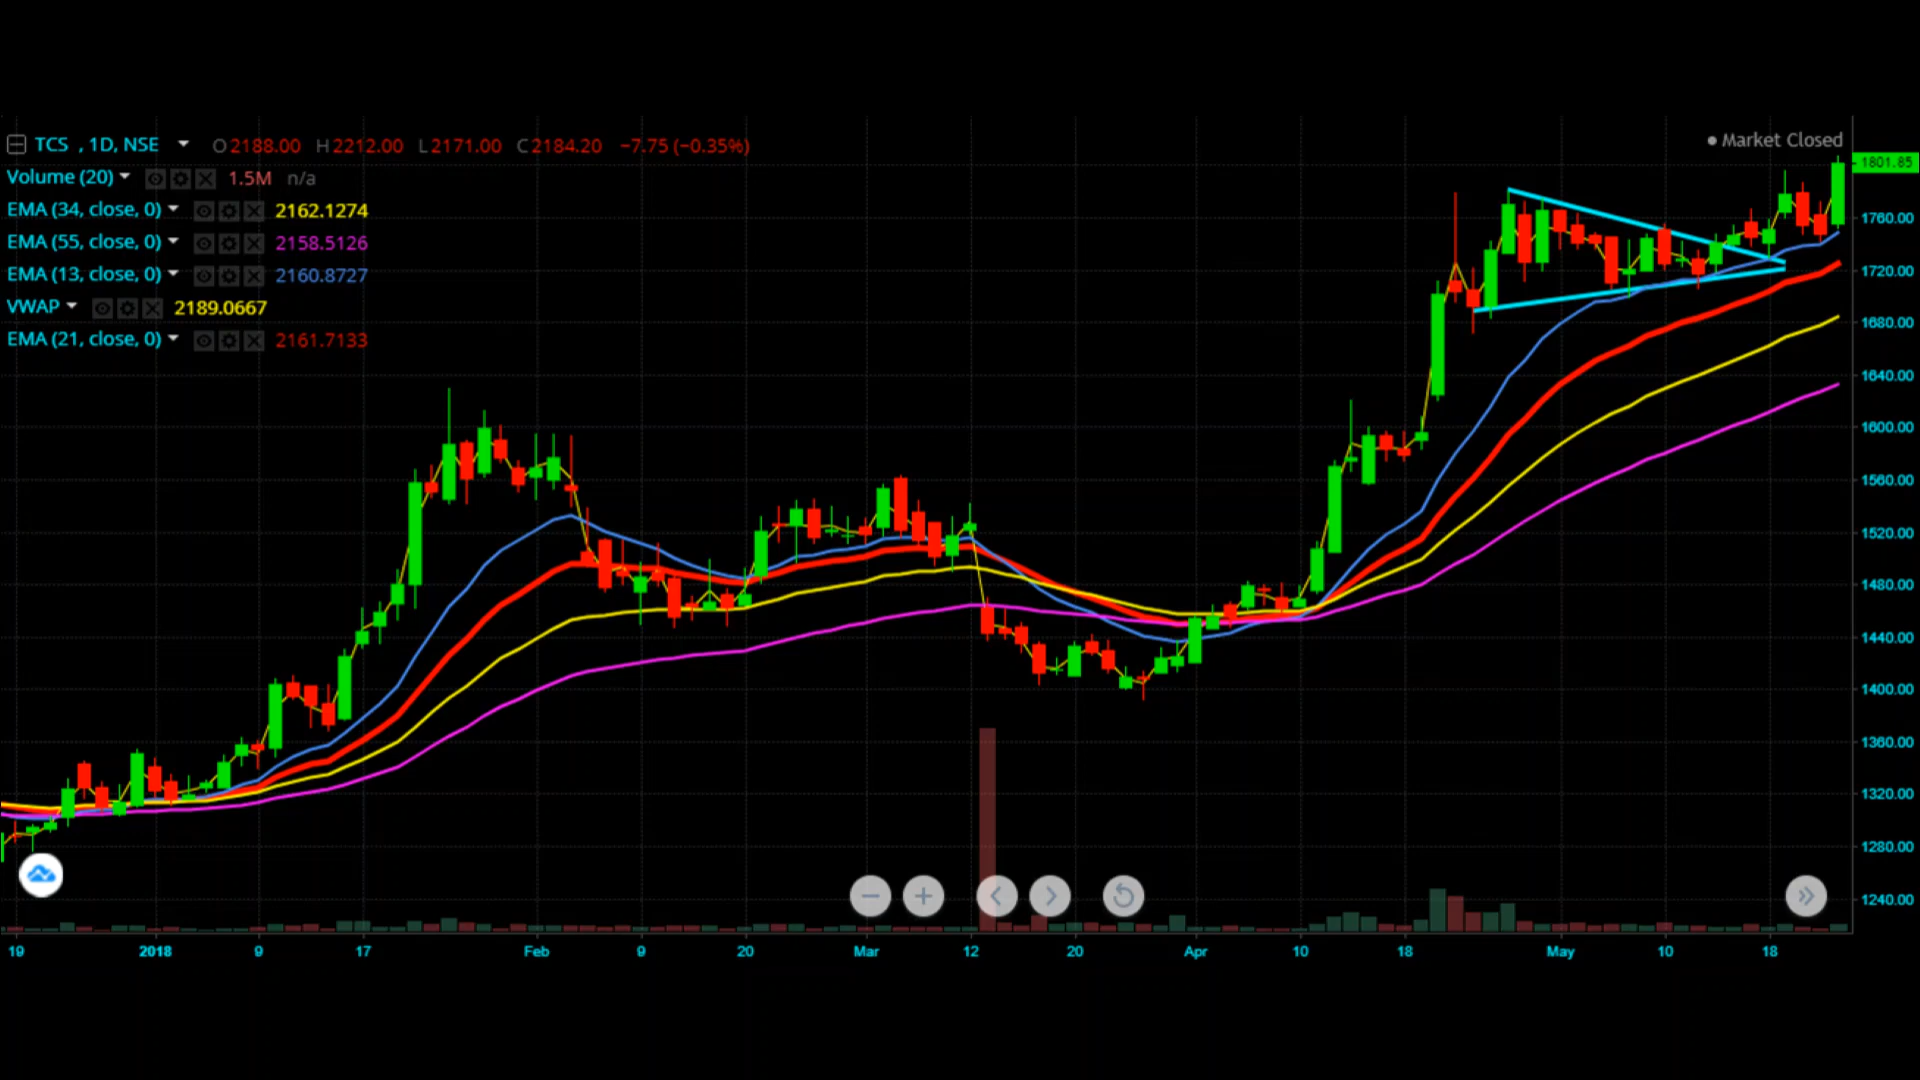 TCS , 1D, NSE O2188.00 H2212.00 L2171.00 C2184.20 −7.75 (−0.35%)
Market Closed
Volume (20) 1.5M n/a
EMA (34, close, 0) 2162.1274
EMA (55, close, 0) 2158.5126
EMA (13, close, 0) 2160.8727
VWAP 2189.0667
EMA (21, close, 0) 2161.7133
1801.85
1760.00
1720.00
1680.00
1640.00
1600.00
1560.00
1520.00
1480.00
1440.00
1400.00
1360.00
1320.00
1280.00
1240.00
19 2018 9 17 Feb 9 20 Mar 12 20 Apr 10 18 May 10 18